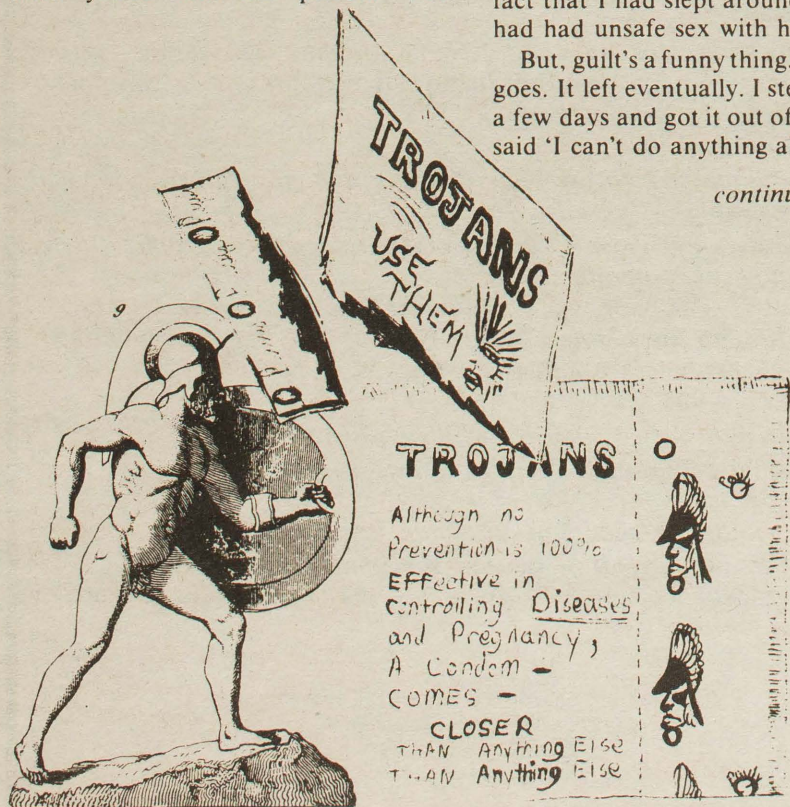 fact that I had slept around
had had unsafe sex with h
But, guilt's a funny thing.
goes. It left eventually. I ste
a few days and got it out of
said 'I can't do anything a
continu
TROJANS
USE
THEM
9
TROJANS
Although no
Prevention is 100%
Effective in
controlling Diseases
and Pregnancy,
A Condom -
COMES -
CLOSER
THAN Anything Else
THAN Anything Else